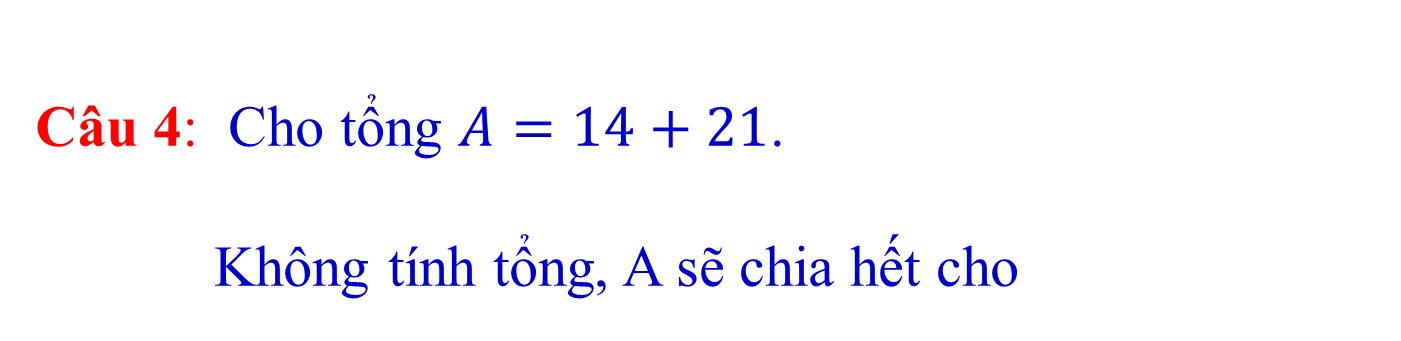 Câu 4: Cho tổng A = 14 + 21.
Không tính tổng, A sẽ chia hết cho